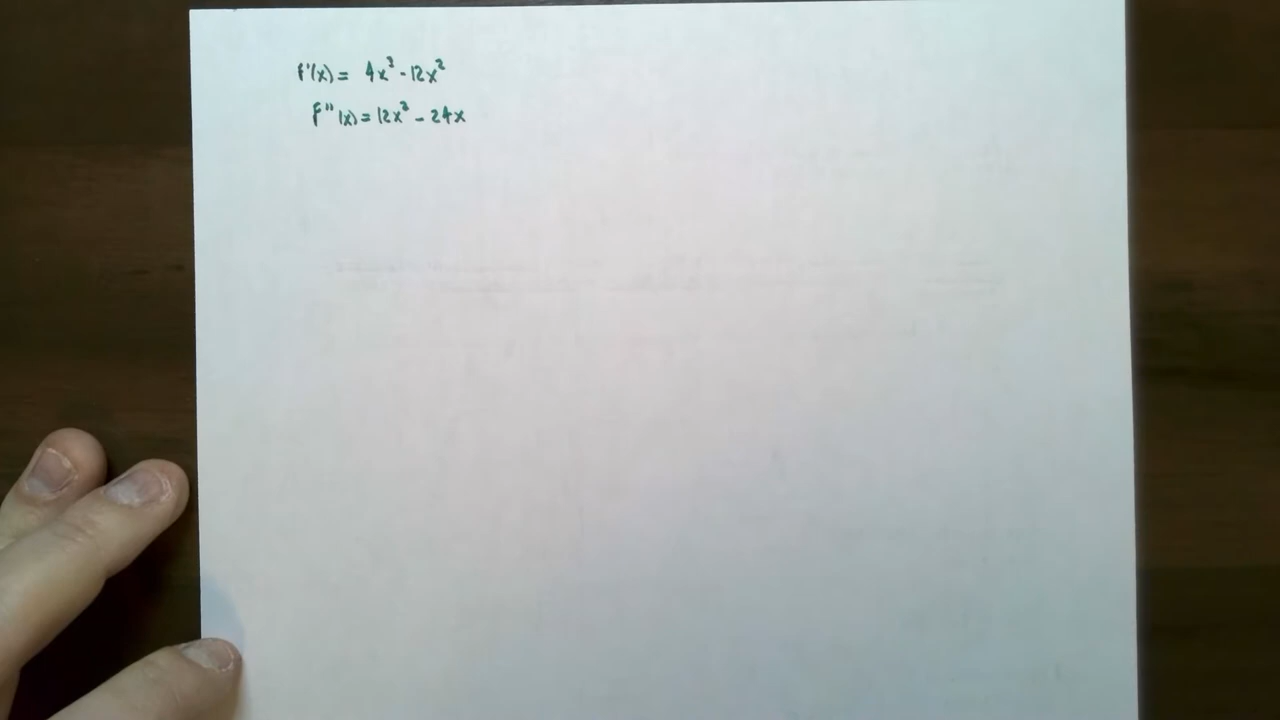 f'(x) = 4x³ - 12x²
f''(x) = 12x² - 24x